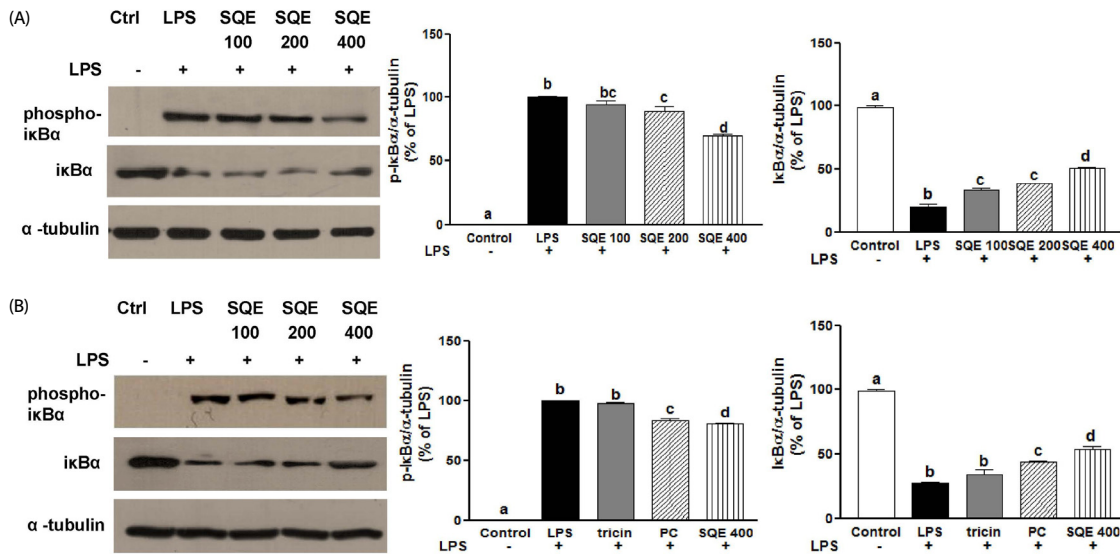 (A)
Ctrl LPS SQE SQE SQE
100 200 400
LPS - + + + +
phospho-
iκBα
iκBα
α -tubulin
p-IκBα/α-tubulin
(% of LPS)
150
100
50
0
a b bc c d
Control LPS SQE 100 SQE 200 SQE 400
LPS - + + + +
IκBα/α-tubulin
(% of LPS)
150
100
50
0
a b c c d
Control LPS SQE 100 SQE 200 SQE 400
LPS - + + + +
(B)
Ctrl LPS SQE SQE SQE
100 200 400
LPS - + + + +
phospho-
iκBα
iκBα
α -tubulin
p-IκBα/α-tubulin
(% of LPS)
150
100
50
0
a b b c d
Control LPS tricin PC SQE 400
LPS - + + + +
IκBα/α-tubulin
(% of LPS)
150
100
50
0
a b b c d
Control LPS tricin PC SQE 400
LPS - + + + +